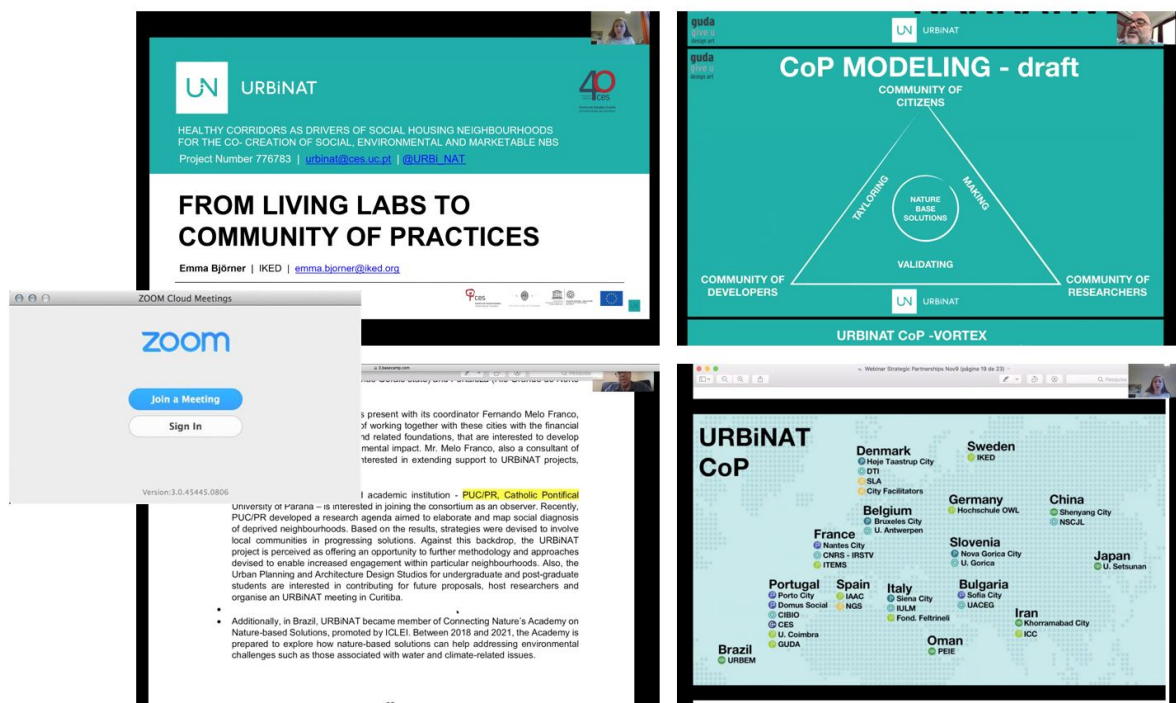 UN URBiNAT
40
ces
HEALTHY CORRIDORS AS DRIVERS OF SOCIAL HOUSING NEIGHBOURHOODS
FOR THE CO- CREATION OF SOCIAL, ENVIRONMENTAL AND MARKETABLE NBS
Project Number 776783 | urbinat@ces.uc.pt | @URBi_NAT
FROM LIVING LABS TO
COMMUNITY OF PRACTICES
Emma Björner | IKED | emma.bjorner@iked.org
ces
guda
give u
design art
UN URBiNAT
guda
give u
design art
CoP MODELING - draft
COMMUNITY OF
CITIZENS
TAYLORING
MAKING
NATURE
BASE
SOLUTIONS
VALIDATING
COMMUNITY OF
DEVELOPERS
COMMUNITY OF
RESEARCHERS
UN URBiNAT
URBINAT CoP -VORTEX
ZOOM Cloud Meetings
zoom
Join a Meeting
Sign In
Version:3.0.45445.0806
3.basecamp.com
s present with its coordinator Fernando Melo Franco,
of working together with these cities with the financial
nd related foundations, that are interested to develop
mental impact. Mr. Melo Franco, also a consultant of
nterested in extending support to URBiNAT projects,
l academic institution - PUC/PR, Catholic Pontifical
University of Parana – is interested in joining the consortium as an observer. Recently,
PUC/PR developed a research agenda aimed to elaborate and map social diagnosis
of deprived neighbourhoods. Based on the results, strategies were devised to involve
local communities in progressing solutions. Against this backdrop, the URBiNAT
project is perceived as offering an opportunity to further methodology and approaches
devised to enable increased engagement within particular neighbourhoods. Also, the
Urban Planning and Architecture Design Studios for undergraduate and post-graduate
students are interested in contributing for future proposals, host researchers and
organise an URBiNAT meeting in Curitiba.
• Additionally, in Brazil, URBiNAT became member of Connecting Nature's Academy on
Nature-based Solutions, promoted by ICLEI. Between 2018 and 2021, the Academy is
prepared to explore how nature-based solutions can help addressing environmental
challenges such as those associated with water and climate-related issues.
Webinar Strategic Partnerships Nov9 (página 19 de 23)
URBiNAT
CoP
Denmark
Høje Taastrup City
DTI
SLA
City Facilitators
Sweden
IKED
Germany
Hochschule OWL
China
Shenyang City
NSCJL
Belgium
Bruxeles City
U. Antwerpen
France
Nantes City
CNRS - IRSTV
ITEMS
Slovenia
Nova Gorica City
U. Gorica
Japan
U. Setsunan
Portugal
Porto City
Domus Social
CIBIO
CES
U. Coimbra
GUDA
Spain
IAAC
NGS
Italy
Siena City
IULM
Fond. Feltrineli
Bulgaria
Sofia City
UACEG
Iran
Khorramabad City
ICC
Oman
PEIE
Brazil
URBEM